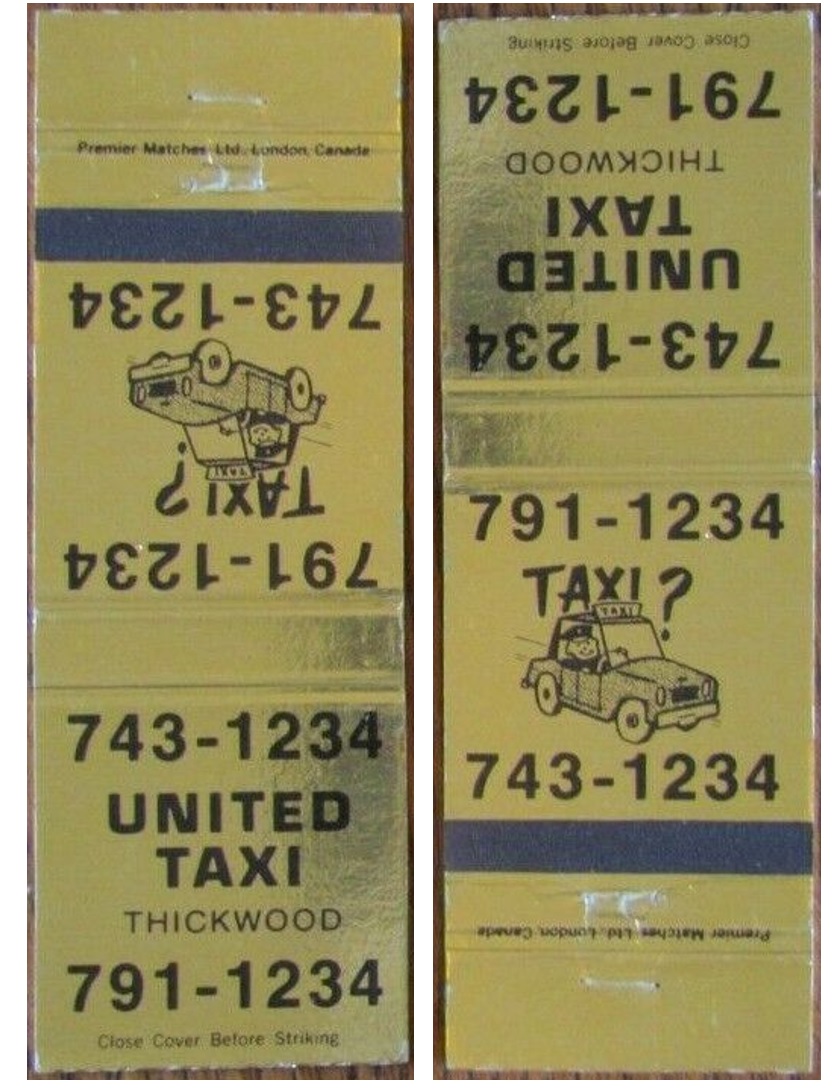 Premier Matches Ltd., London, Canada
743-1234
TAXI
TAXI?
791-1234
743-1234
UNITED
TAXI
THICKWOOD
791-1234
Close Cover Before Striking
Close Cover Before Striking
791-1234
THICKWOOD
TAXI
UNITED
743-1234
791-1234
TAXI?
TAXI
743-1234
Premier Matches Ltd., London, Canada